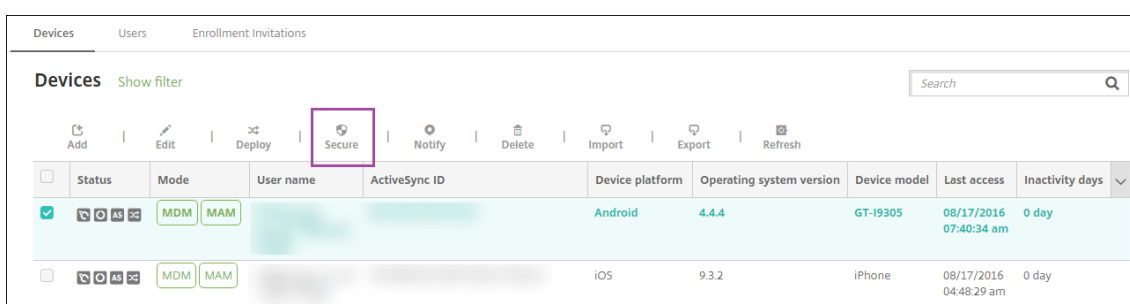 Devices Users Enrollment Invitations
Devices Show filter Search
Add | Edit | Deploy | Secure | Notify | Delete | Import | Export | Refresh
Status Mode User name ActiveSync ID Device platform Operating system version Device model Last access Inactivity days
AS MDM MAM Android 4.4.4 GT-I9305 08/17/2016 0 day
07:40:34 am
AS MDM MAM iOS 9.3.2 iPhone 08/17/2016 0 day
04:48:29 am